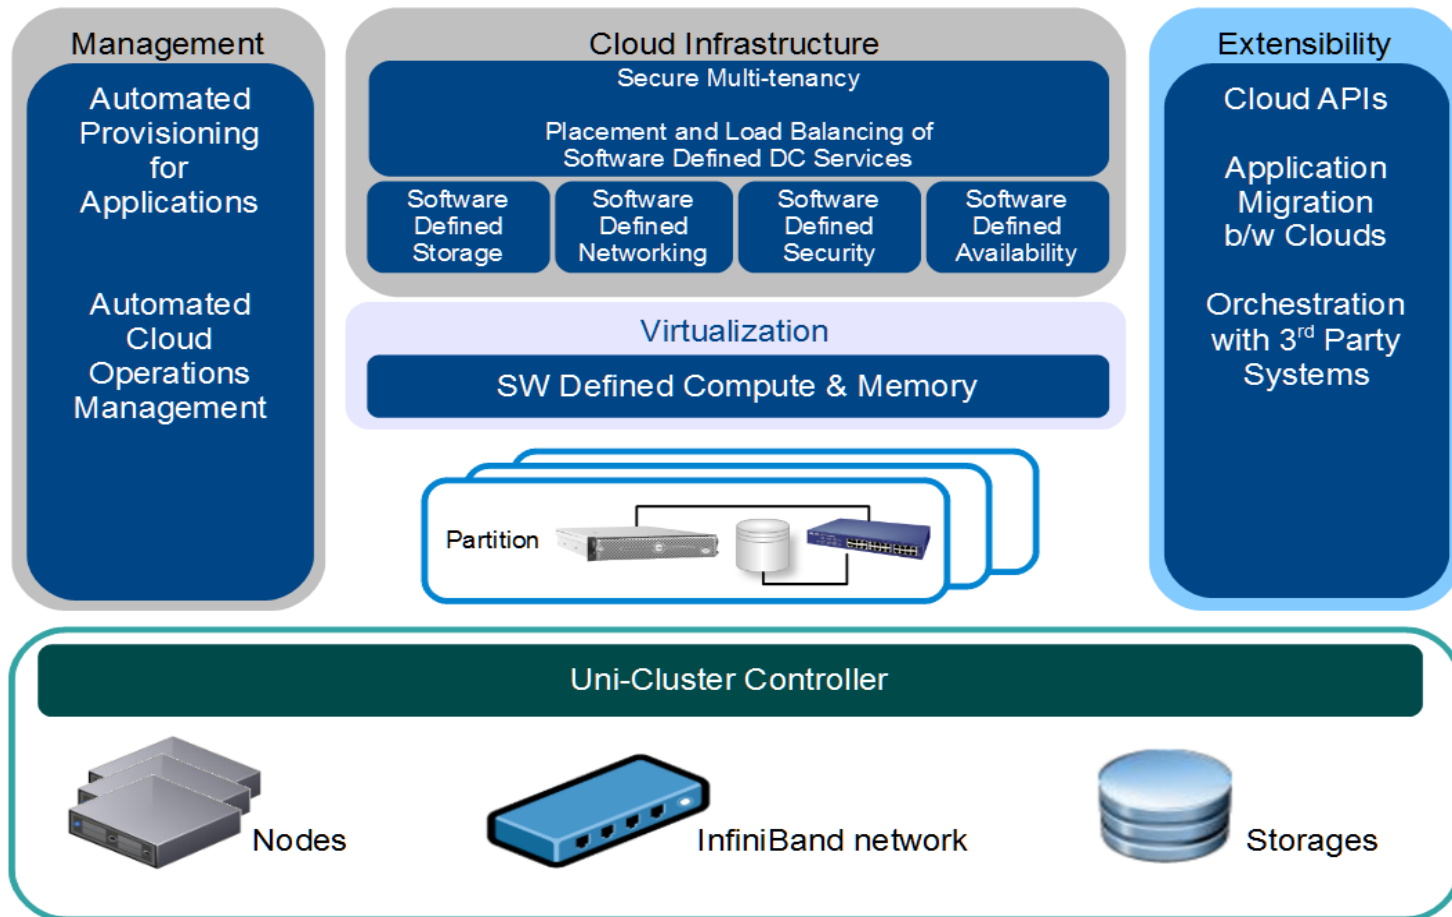 Management
Automated
Provisioning
for
Applications
Automated
Cloud
Operations
Management
Cloud Infrastructure
Secure Multi-tenancy
Placement and Load Balancing of
Software Defined DC Services
Software
Defined
Storage
Software
Defined
Networking
Software
Defined
Security
Software
Defined
Availability
Virtualization
SW Defined Compute & Memory
Partition
Extensibility
Cloud APIs
Application
Migration
b/w Clouds
Orchestration
with 3rd Party
Systems
Uni-Cluster Controller
Nodes
InfiniBand network
Storages